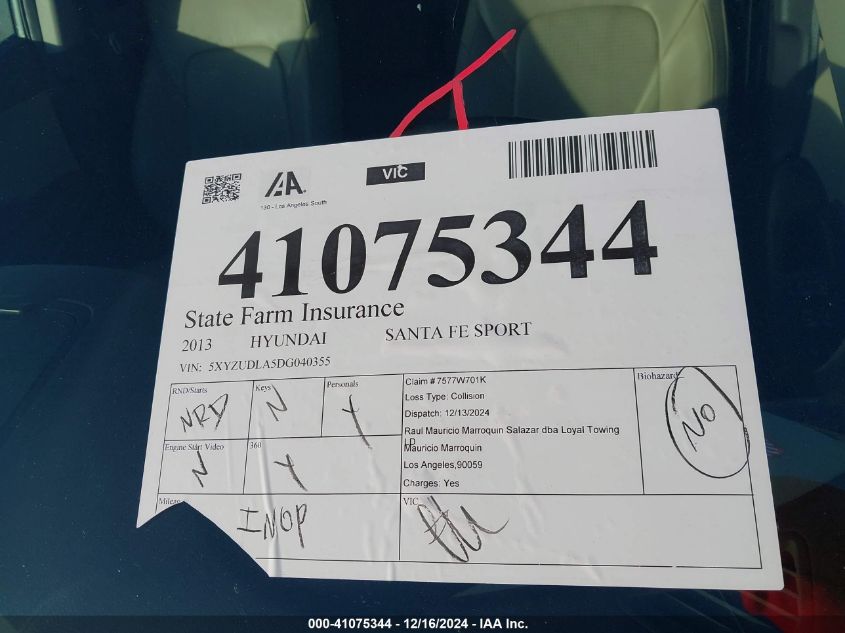 IAA
VIC
130 - Los Angeles South
41075344
State Farm Insurance
2013 HYUNDAI SANTA FE SPORT
VIN: 5XYZUDLA5DG040355
RND/Starts
NRD
Keys
N
Personals
Y
Engine Start Video
N
360
Y
Claim # 7577W701K
Loss Type: Collision
Dispatch: 12/13/2024
Raul Mauricio Marroquin Salazar dba Loyal Towing
LD
Mauricio Marroquin
Los Angeles,90059
Charges: Yes
Biohazard
NO
INOP
VIC
000-41075344 - 12/16/2024 - IAA Inc.